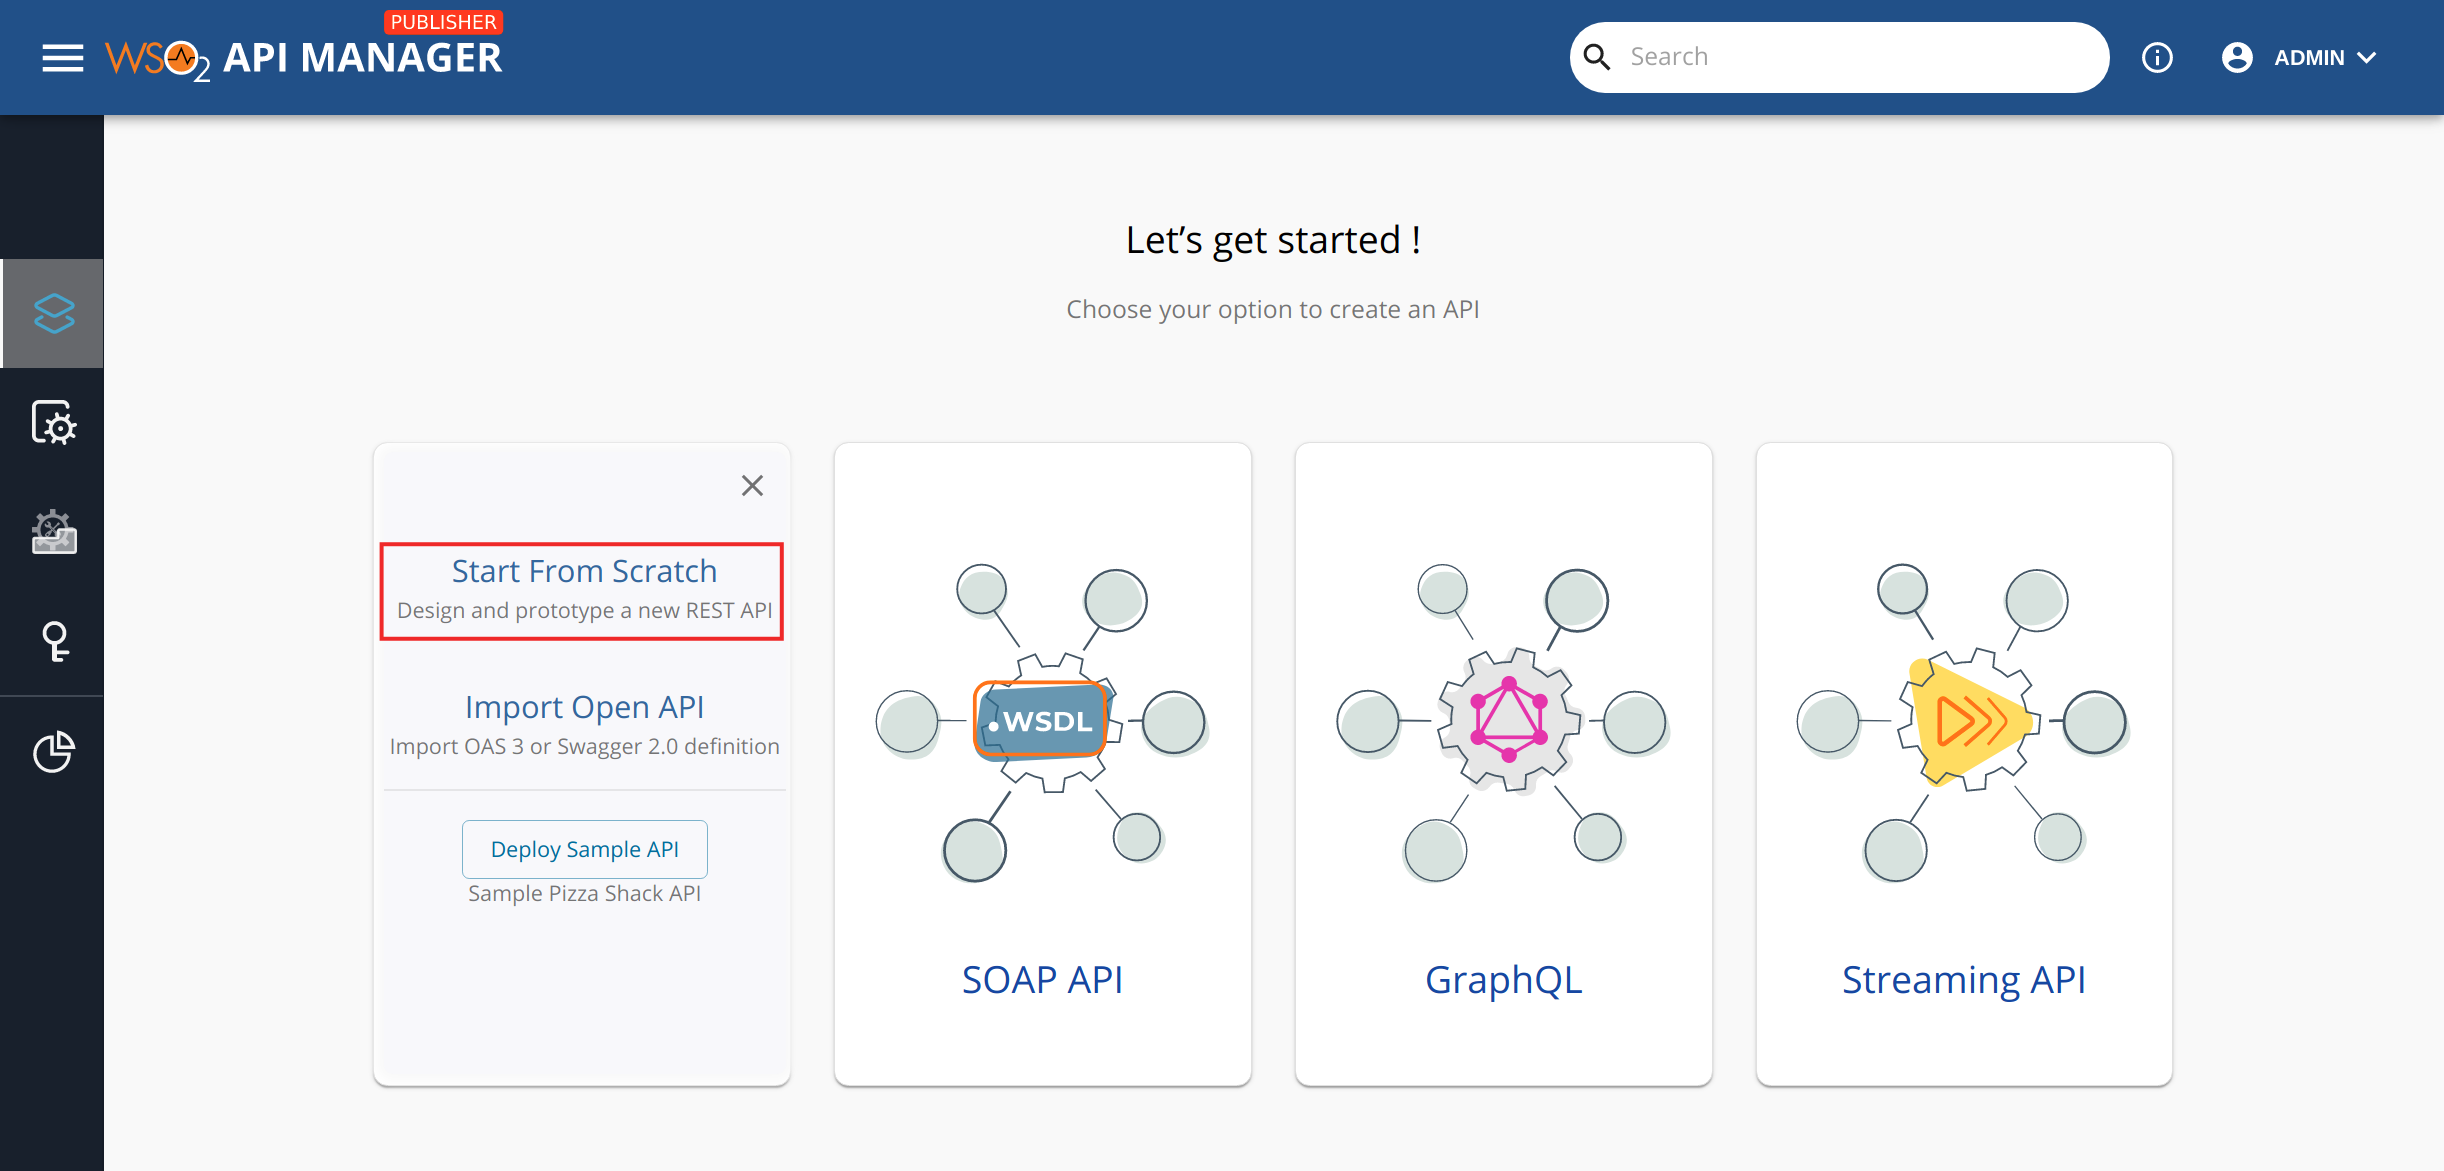 PUBLISHER
WSO2 API MANAGER
Search
ADMIN
Let's get started !
Choose your option to create an API
Start From Scratch
Design and prototype a new REST API
Import Open API
Import OAS 3 or Swagger 2.0 definition
Deploy Sample API
Sample Pizza Shack API
.WSDL
SOAP API
GraphQL
Streaming API